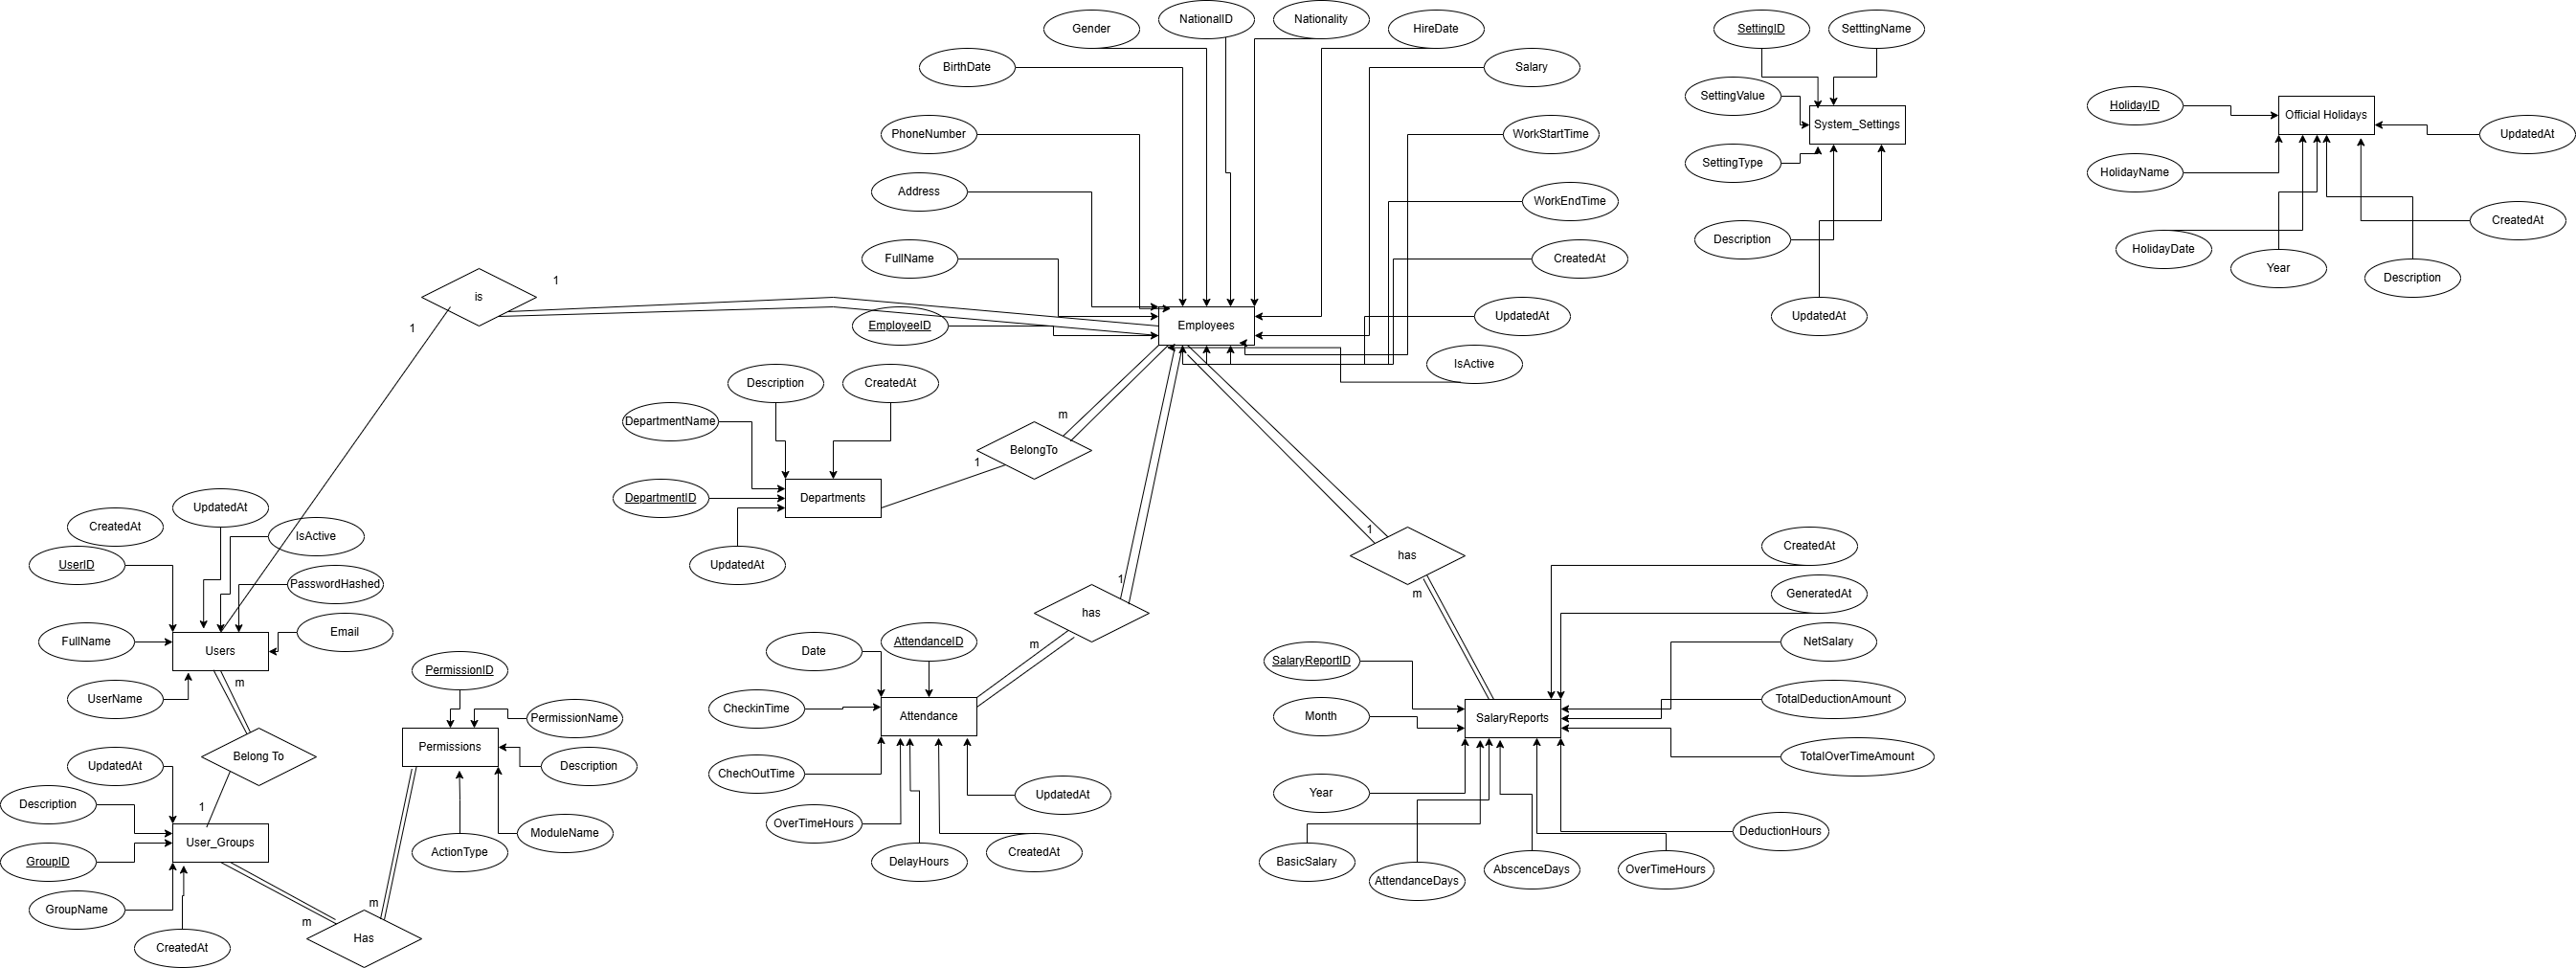 NationalID
Nationality
Gender
HireDate
SettingID
SetttingName
BirthDate
Salary
SettingValue
HolidayID
Official Holidays
System_Settings
PhoneNumber
WorkStartTime
UpdatedAt
SettingType
HolidayName
Address
WorkEndTime
CreatedAt
Description
HolidayDate
FullName
CreatedAt
Year
Description
1
is
UpdatedAt
UpdatedAt
1
EmployeeID
Employees
IsActive
Description
CreatedAt
m
DepartmentName
BelongTo
1
DepartmentID
Departments
UpdatedAt
CreatedAt
IsActive
1
CreatedAt
has
UserID
UpdatedAt
PasswordHashed
1
m
GeneratedAt
has
Email
FullName
Users
Date
AttendanceID
m
NetSalary
SalaryReportID
PermissionID
m
UserName
CheckinTime
TotalDeductionAmount
PermissionName
Attendance
Month
SalaryReports
Permissions
Belong To
UpdatedAt
Description
ChechOutTime
TotalOverTimeAmount
Description
1
UpdatedAt
Year
OverTimeHours
ModuleName
DeductionHours
User_Groups
ActionType
CreatedAt
GroupID
DelayHours
BasicSalary
AbscenceDays
OverTimeHours
AttendanceDays
GroupName
m
m
Has
CreatedAt